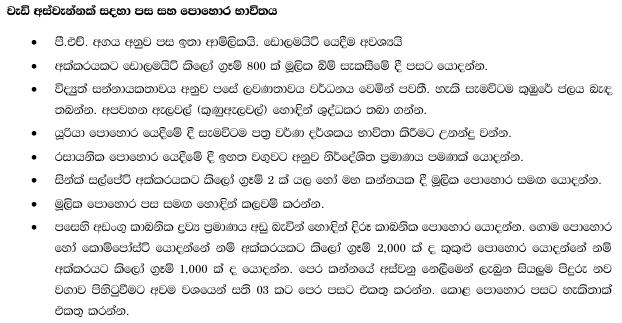 වැඩි අස්වැන්නක් සඳහා පස සහ පොහොර භාවිතය
• පී.එච්. අගය අනුව පස ඉතා ආම්ලිකයි. ඩොලමයිට් යෙදීම අවශ්‍යයි
• අක්කරයකට ඩොලමයිට් කිලෝ ග්‍රෑම් 800 ක් මූලික බිම් සැකසීමේ දී පසට යොදන්න.
• විද්‍යුත් සන්නායකතාවය අනුව පසේ ලවණතාවය වර්ධනය වෙමින් පවතී. හැකි සැමවිටම කුඹුරේ ජලය බැඳ
තබන්න. අපවහන ඇලවල් (කුණුඇලවල්) හොඳින් ශුද්ධකර තබා ගන්න.
• යූරියා පොහොර යෙදීමේ දී සැමවිටම පත්‍ර වර්ණ දර්ශකය භාවිතා කිරීමට උනන්දු වන්න.
• රසායනික පොහොර යෙදීමේ දී ඉහත වගුවට අනුව නිර්දේශිත ප්‍රමාණය පමණක් යොදන්න.
• සින්ක් සල්පේට් අක්කරයකට කිලෝ ග්‍රෑම් 2 ක් යල හෝ මහ කන්නයක දී මූලික පොහොර සමඟ යොදන්න.
• මූලික පොහොර පස සමඟ හොඳින් කලවම් කරන්න.
• පසෙහි අඩංගු කාබනික ද්‍රව්‍ය ප්‍රමාණය අඩු බැවින් හොඳින් දිරූ කාබනික පොහොර යොදන්න. ගොම පොහොර
හෝ කොම්පෝස්ට් යොදන්නේ නම් අක්කරයකට කිලෝ ග්‍රෑම් 2,000 ක් ද කුකුළු පොහොර යොදන්නේ නම්
අක්කරයට කිලෝ ග්‍රෑම් 1,000 ක් ද යොදන්න. පෙර කන්නයේ අස්වනු නෙලීමෙන් ලැබුන සියලුම පිදුරු නව
වගාව පිහිටුවීමට අවම වශයෙන් සති 03 කට පෙර පසට එකතු කරන්න. කොළ පොහොර පසට හැකිතාක්
එකතු කරන්න.